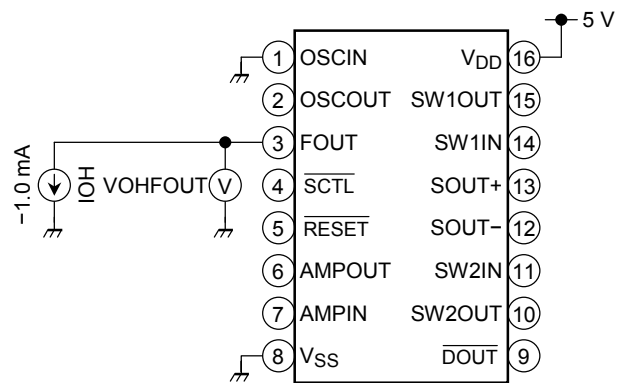 5 V
1 OSCIN VDD 16
2 OSCOUT SW1OUT 15
3 FOUT SW1IN 14
−1.0 mA
IOH
VOHFOUT V
4 SCTL SOUT+ 13
5 RESET SOUT− 12
6 AMPOUT SW2IN 11
7 AMPIN SW2OUT 10
8 VSS DOUT 9